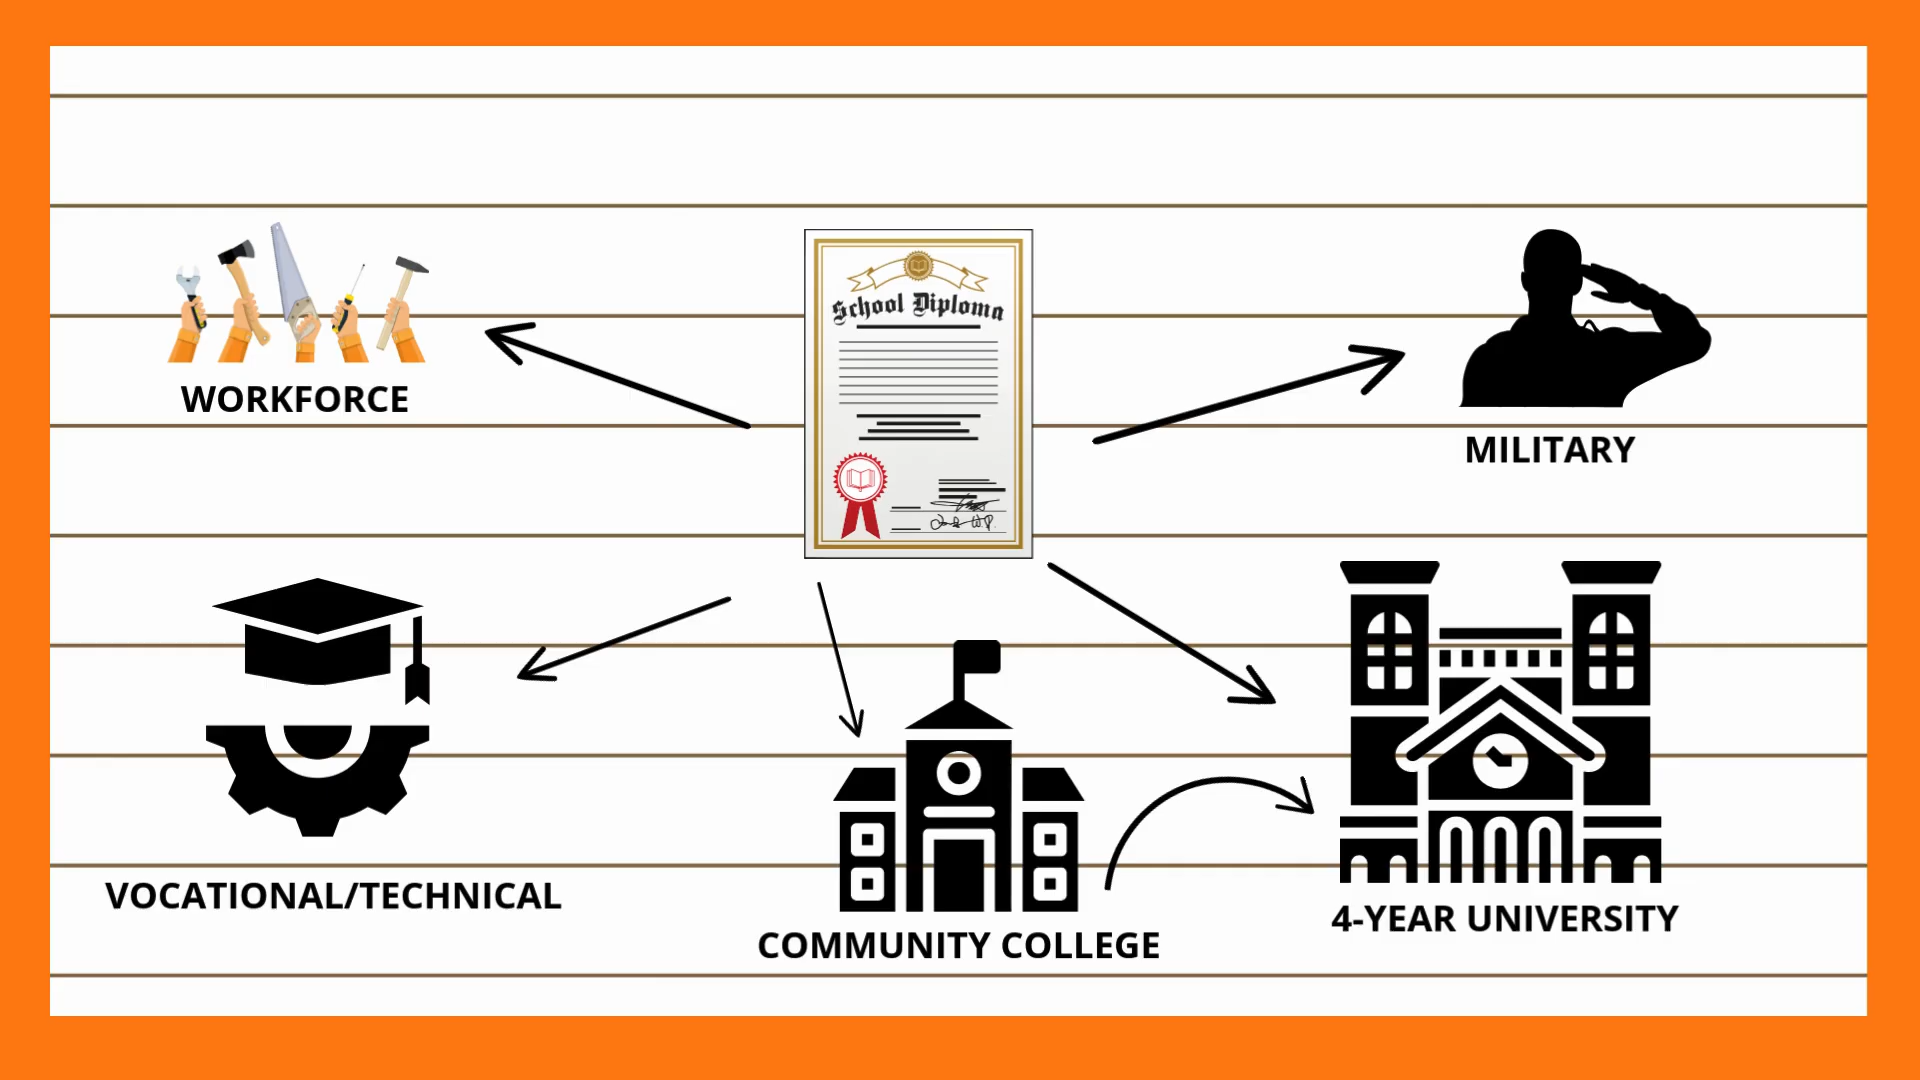 School Diploma
WORKFORCE
MILITARY
VOCATIONAL/TECHNICAL
COMMUNITY COLLEGE
4-YEAR UNIVERSITY